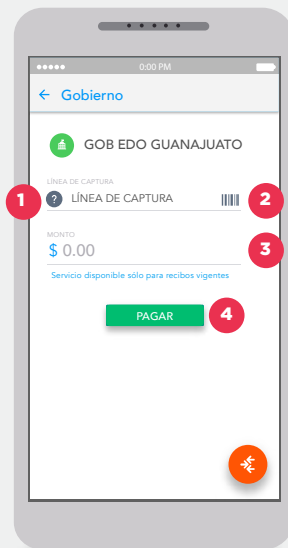 0:00 PM
Gobierno
GOB EDO GUANAJUATO
LÍNEA DE CAPTURA
1 ? LÍNEA DE CAPTURA 2
MONTO
$ 0.00 3
Servicio disponible sólo para recibos vigentes
PAGAR 4